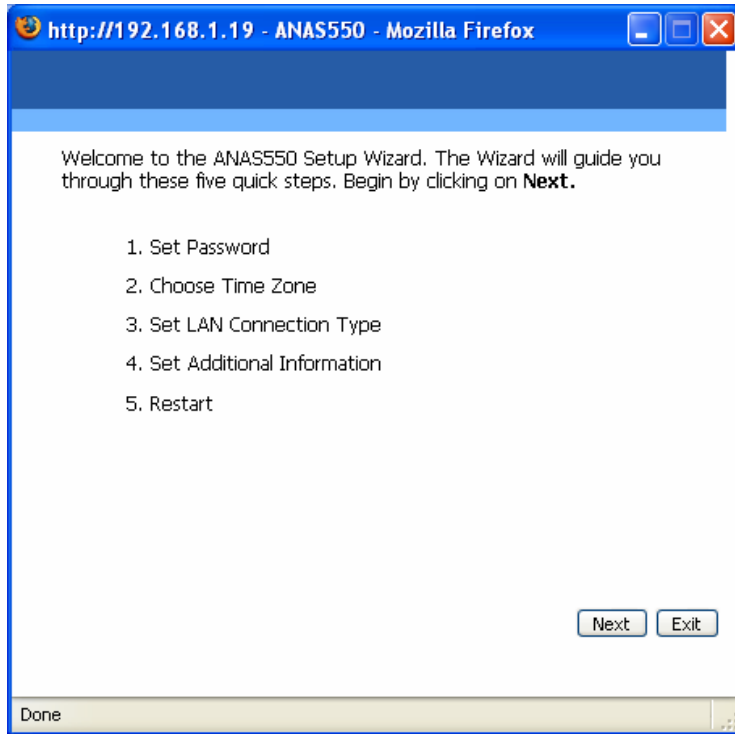 http://192.168.1.19 - ANAS550 - Mozilla Firefox
Welcome to the ANAS550 Setup Wizard. The Wizard will guide you
through these five quick steps. Begin by clicking on Next.
1. Set Password
2. Choose Time Zone
3. Set LAN Connection Type
4. Set Additional Information
5. Restart
Next Exit
Done